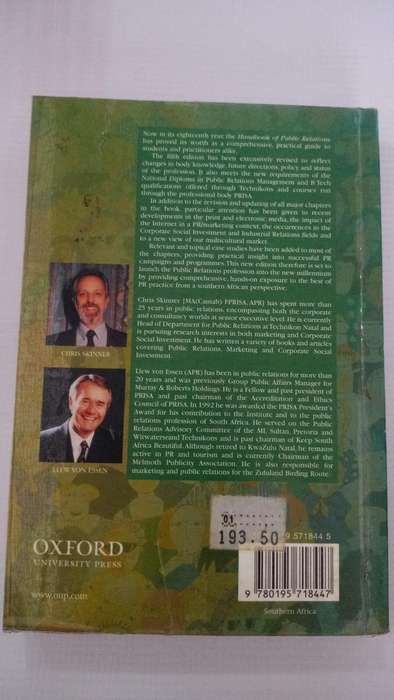 Now in its eighteenth year, the Handbook of Public Relations
has proved its worth as a comprehensive, practical guide to
students and practitioners alike.
The fifth edition has been extensively revised to reflect
changes in body knowledge, future directions, policy and status
of the profession. It also meets the new requirements of the
National Diploma in Public Relations Management and B Tech
qualifications offered through Technikons and courses run
through the professional body PRISA.
In addition to the revision and updating of all major chapters
in the book, particular attention has been given to recent
developments in the print and electronic media, the impact of
the Internet in a PR/marketing context, the occurrences in the
Corporate Social Investment and Industrial Relations fields and
to a new view of our multicultural market.
Relevant and topical case studies have been added to most of
the chapters, providing practical insight into successful PR
campaigns and programmes. This new edition therefore is set to
launch the Public Relations profession into the new millennium
by providing comprehensive, hands-on exposure to the best of
PR practice from a southern African perspective.
Chris Skinner [MA(Cantab) FPRISA, APR] has spent more than
25 years in public relations, encompassing both the corporate
and consultancy worlds at senior executive level. He is currently
Head of Department for Public Relations at Technikon Natal and
is pursuing research interests in both marketing and Corporate
Social Investment. He has written a variety of books and articles
covering Public Relations, Marketing and Corporate Social
Investment.
CHRIS SKINNER
Llew von Essen (APR) has been in public relations for more than
20 years and was previously Group Public Affairs Manager for
Murray & Roberts Holdings. He is a Fellow and past president of
PRISA and past chairman of the Accreditation and Ethics
Council of PRISA. In 1992 he was awarded the PRISA President's
Award for his contribution to the Institute and to the public
relations profession of South Africa. He served on the Public
Relations Advisory Committee of the ML Sultan, Pretoria and
Witwatersrand Technikons and is past chairman of Keep South
Africa Beautiful. Although retired to KwaZulu Natal, he remains
active in PR and tourism and is currently Chairman of the
McImoth Publicity Association. He is also responsible for
marketing and public relations for the Zululand Birding Route.
LLEW VON ESSEN
01
193.50
9 571844 5
OXFORD
UNIVERSITY PRESS
www.oup.com
9 780195 718447
Southern Africa